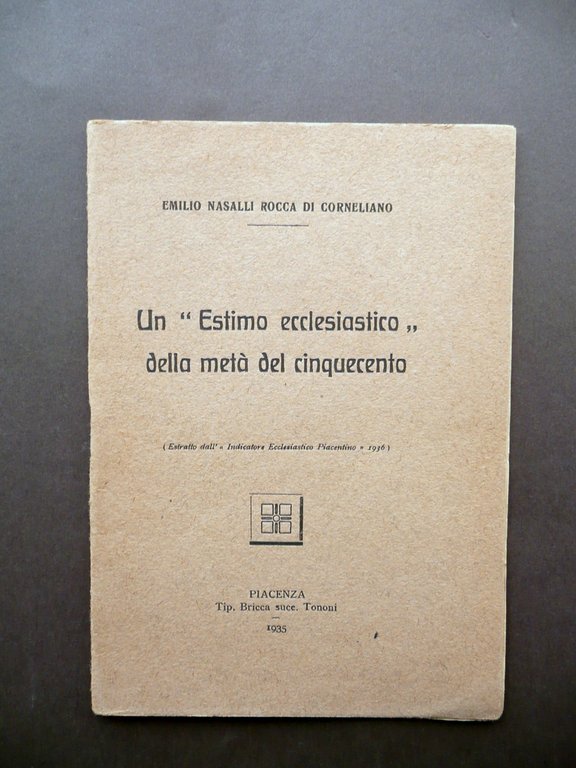 EMILIO NASALLI ROCCA DI CORNELIANO
Un “ Estimo ecclesiastico „
della metà del cinquecento
( Estratto dall' « Indicatore Ecclesiastico Piacentino » 1936 )
PIACENZA
Tip. Bricca succ. Tononi
1935